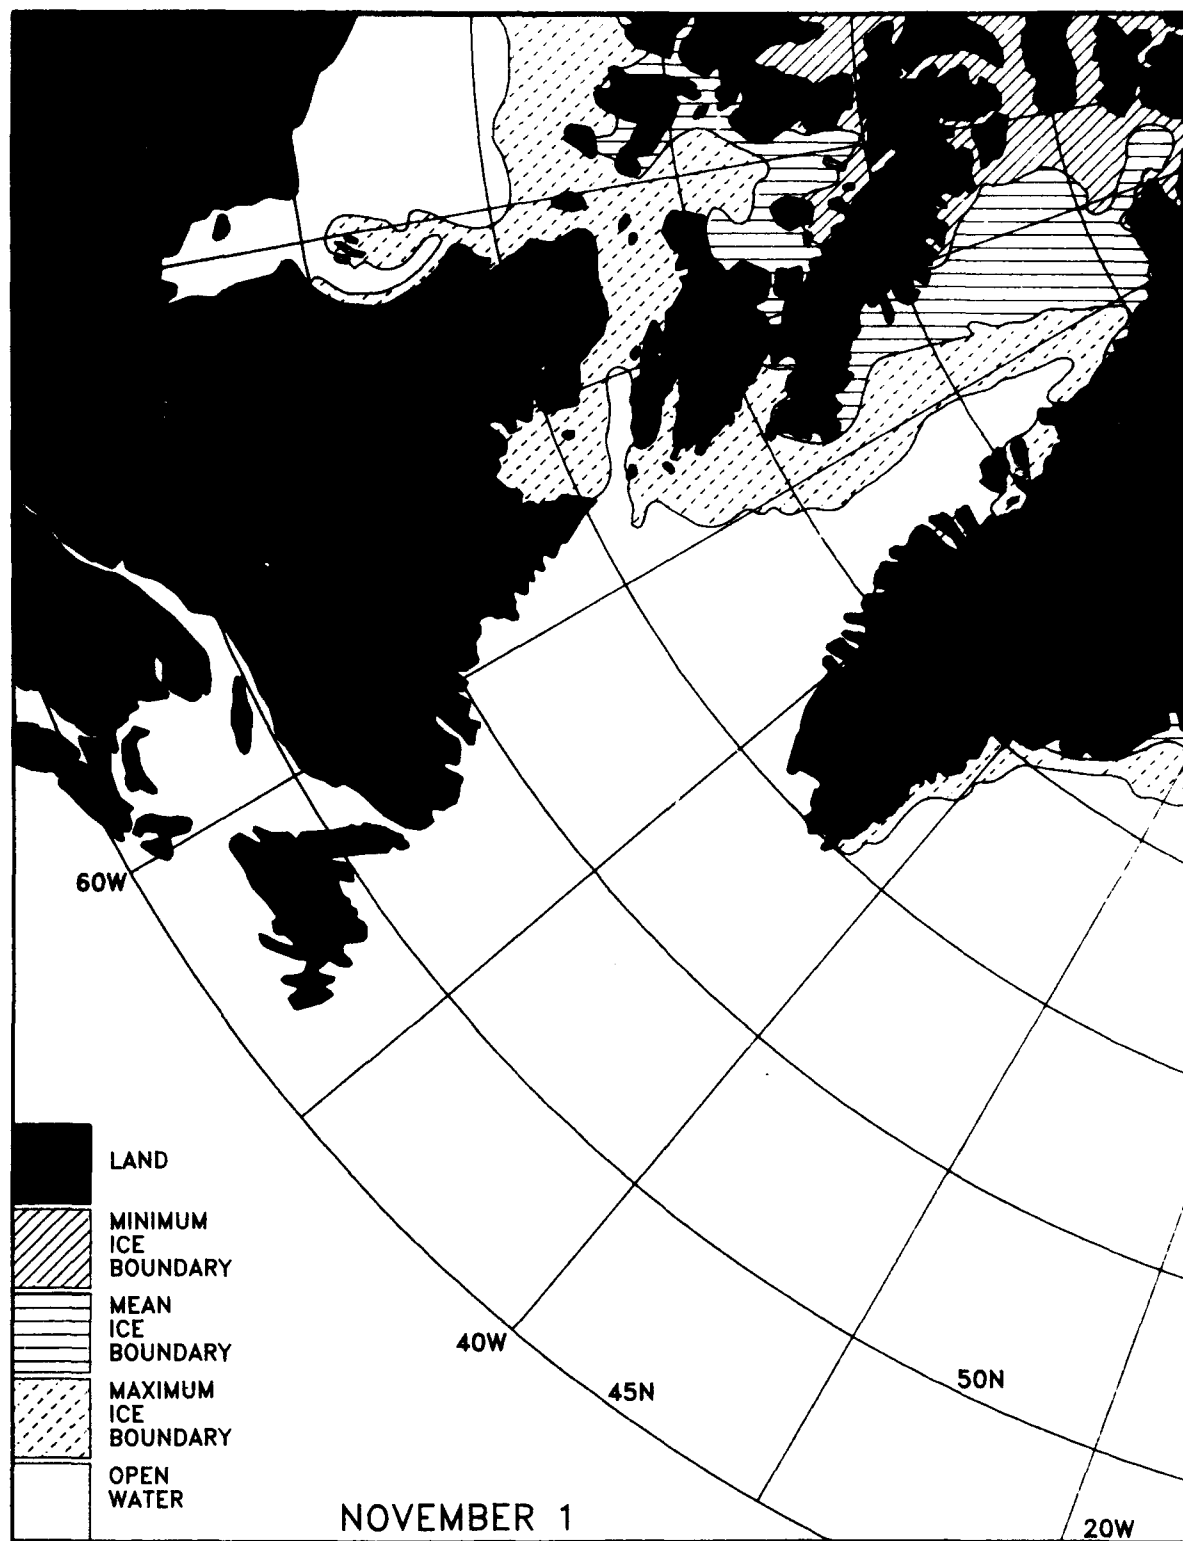 60W
LAND
MINIMUM
ICE
BOUNDARY
MEAN
ICE
BOUNDARY
MAXIMUM
ICE
BOUNDARY
OPEN
WATER
40W
45N
50N
20W
NOVEMBER 1